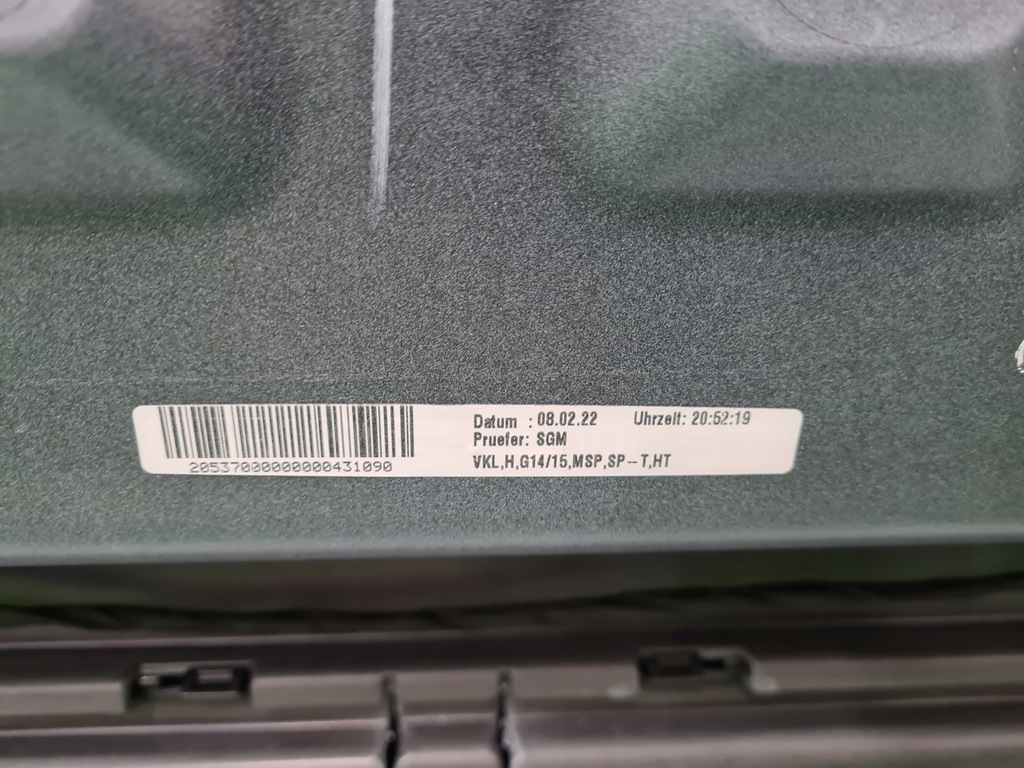 20537000000000431090
Datum : 08.02.22 Uhrzeit: 20:52:19
Pruefer: SGM
VKL,H,G14/15,MSP,SP--T,HT